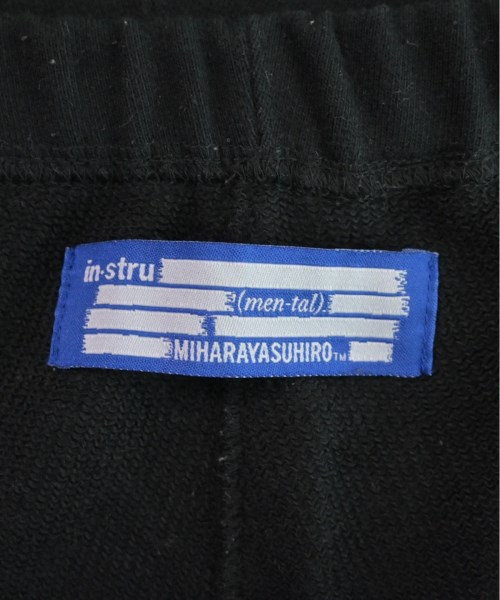 in·stru
(men-tal).
MIHARAYASUHIRO™